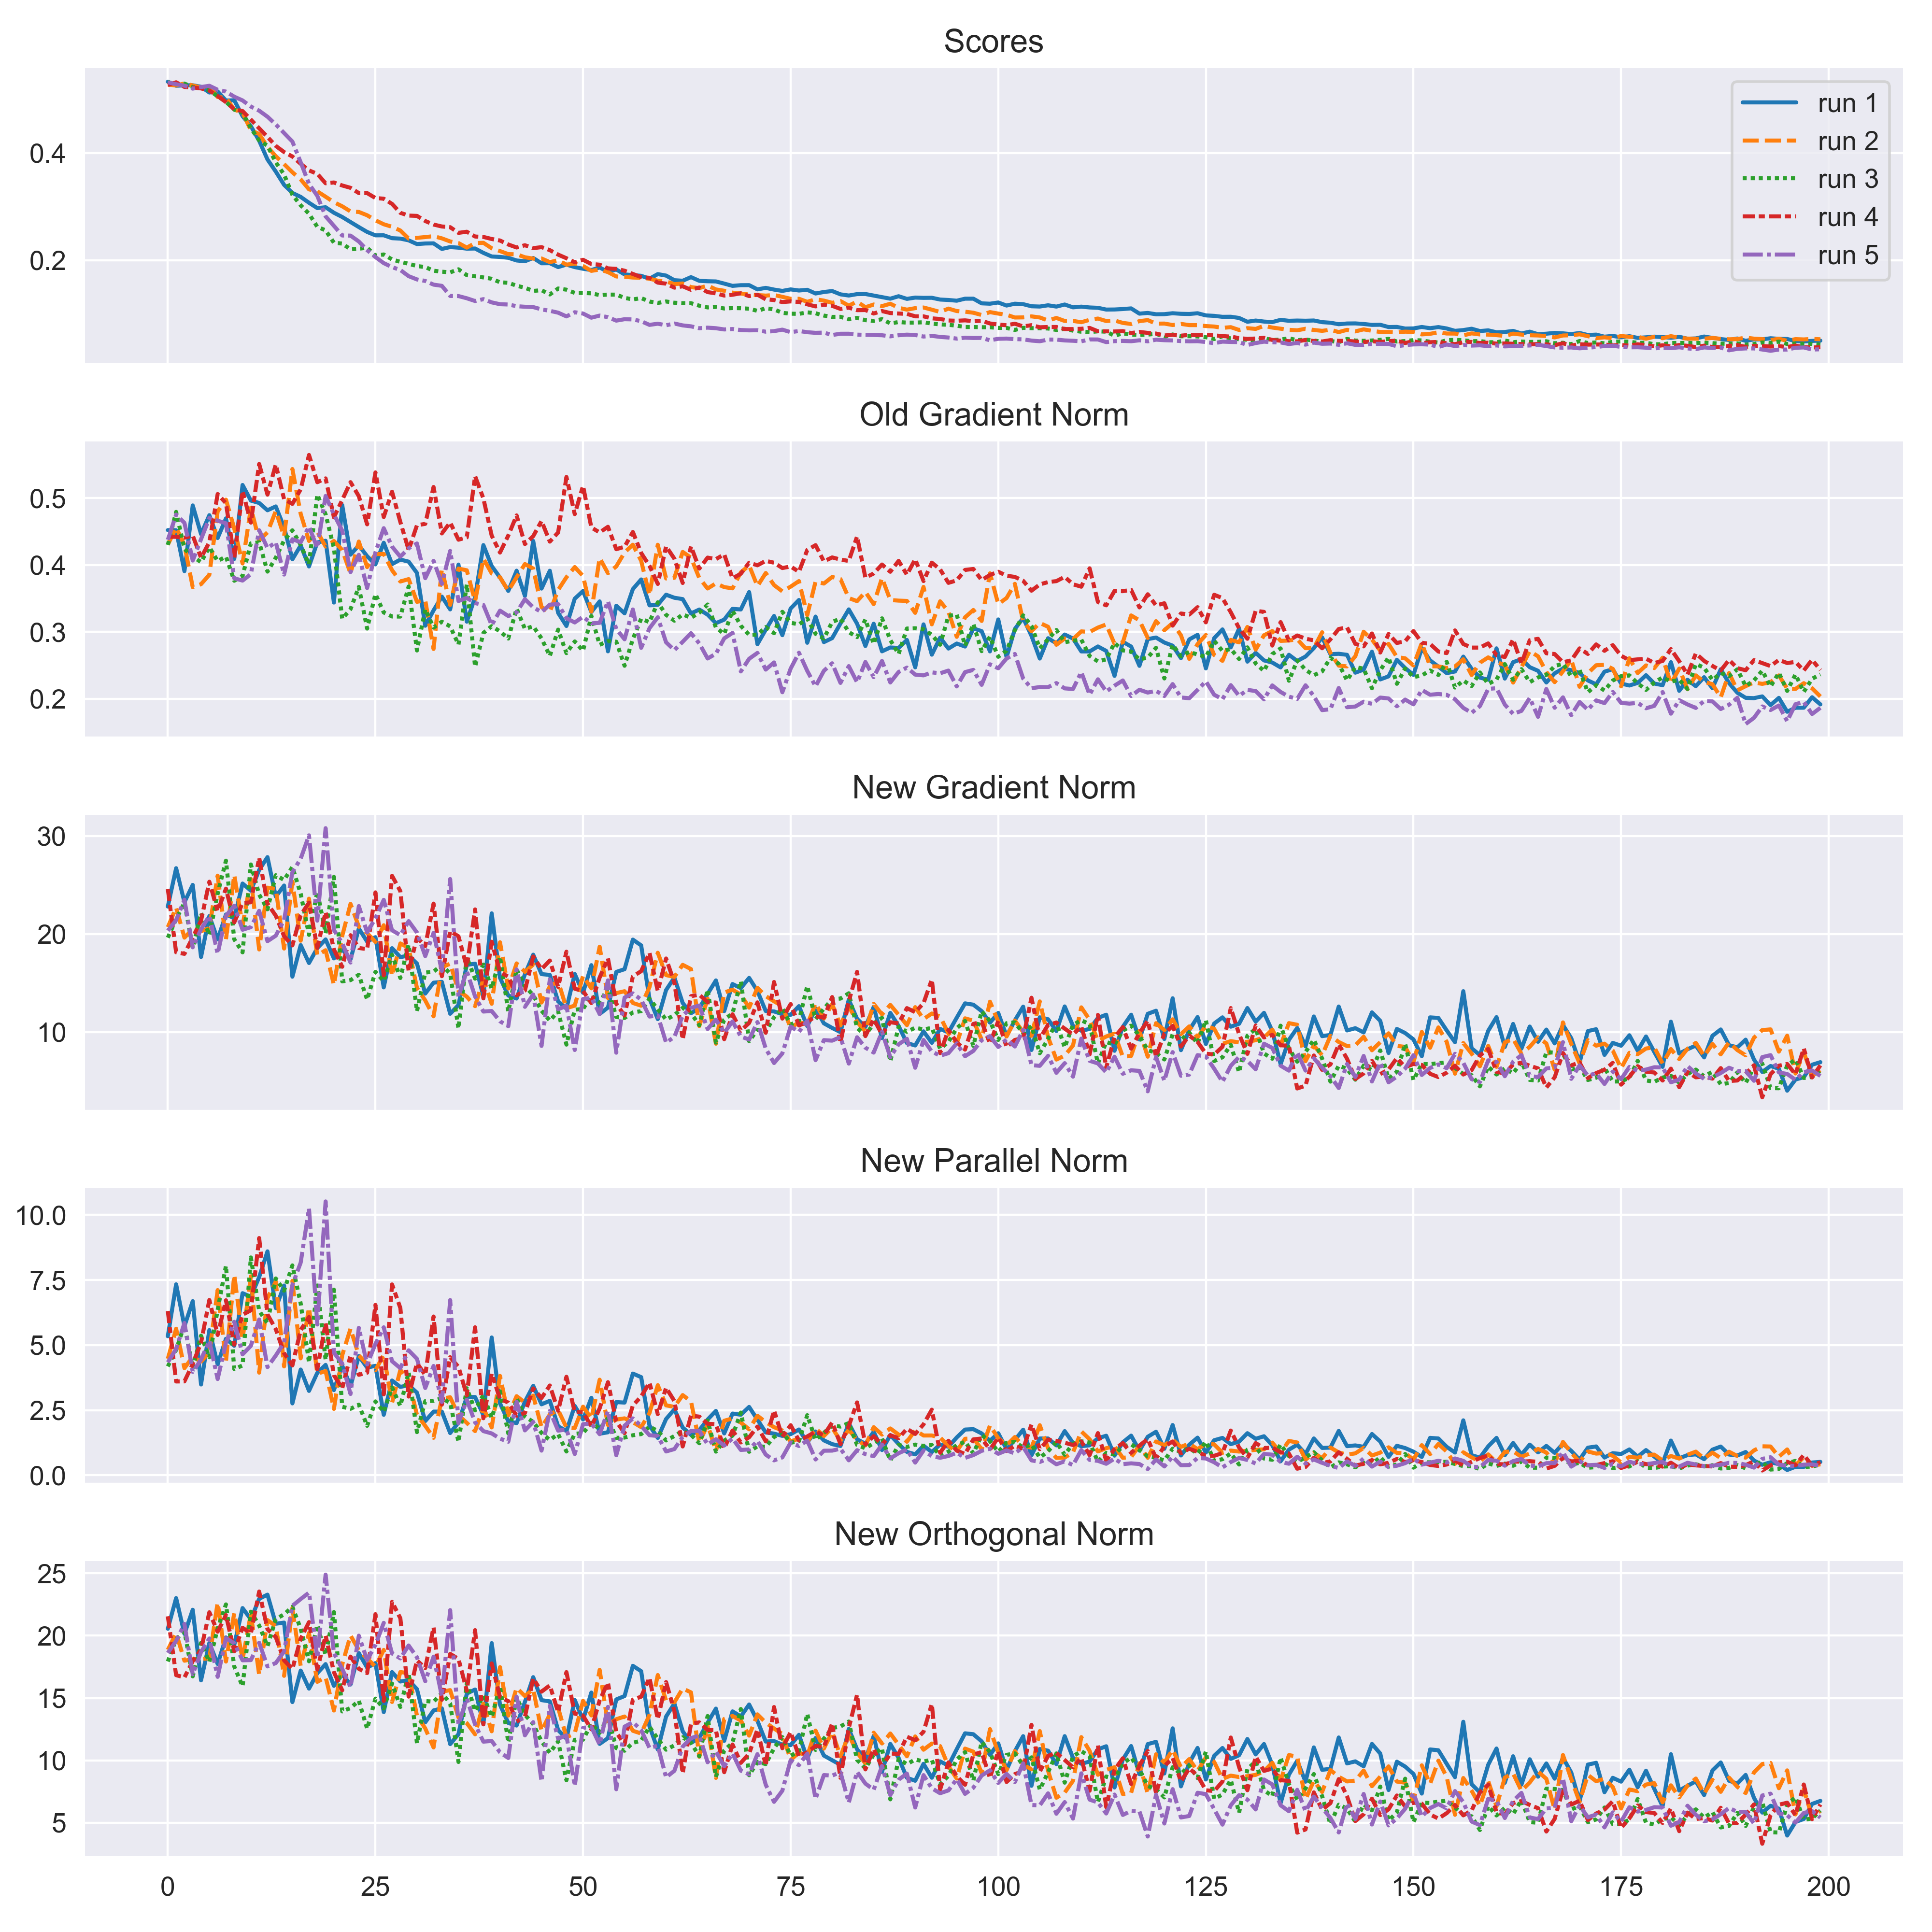 Scores
0.4
0.2
run 1
run 2
run 3
run 4
run 5
Old Gradient Norm
0.5
0.4
0.3
0.2
New Gradient Norm
30
20
10
New Parallel Norm
10.0
7.5
5.0
2.5
0.0
New Orthogonal Norm
25
20
15
10
5
0 25 50 75 100 125 150 175 200